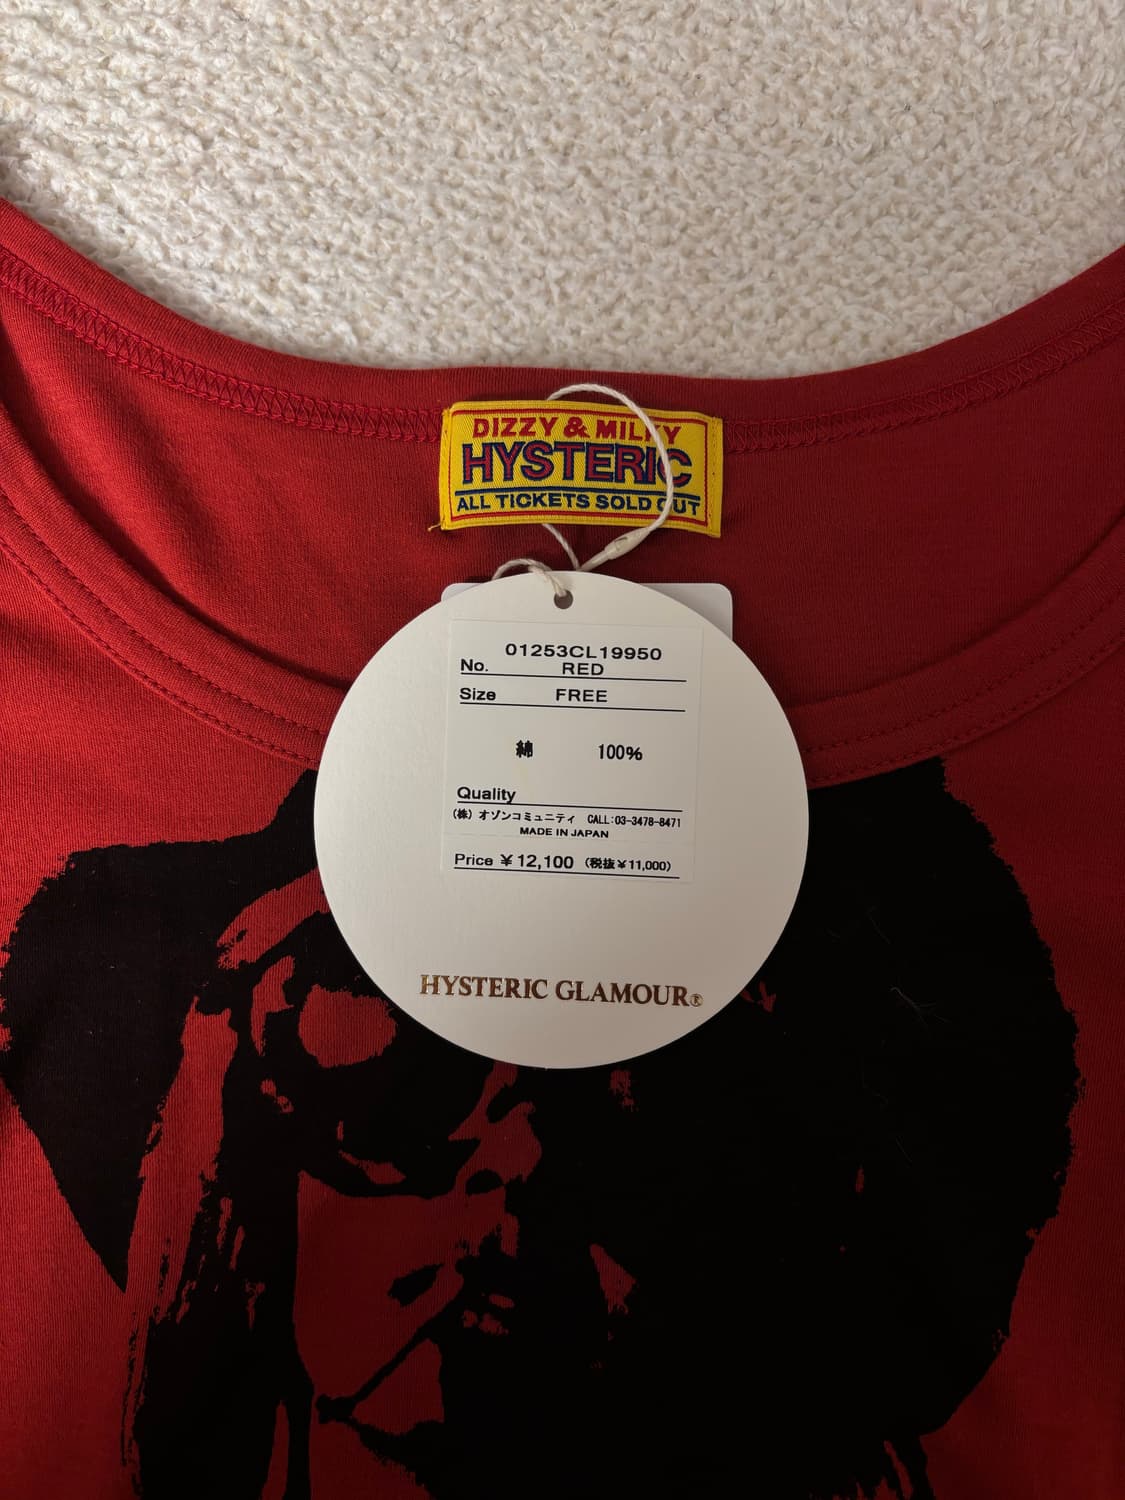 DIZZY & MILKY
HYSTERIC
ALL TICKETS SOLD OUT
01253CL19950
No. RED
Size FREE
綿 100%
Quality
(株) オゾンコミュニティ CALL:03-3478-8471
MADE IN JAPAN
Price ¥12,100 (税抜¥11,000)
HYSTERIC GLAMOUR®